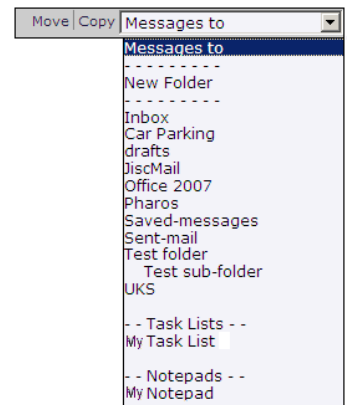 Move Copy Messages to
Messages to
- - - - - - - - -
New Folder
- - - - - - - - -
Inbox
Car Parking
drafts
JiscMail
Office 2007
Pharos
Saved-messages
Sent-mail
Test folder
Test sub-folder
UKS
- - Task Lists - -
My Task List
- - Notepads - -
My Notepad